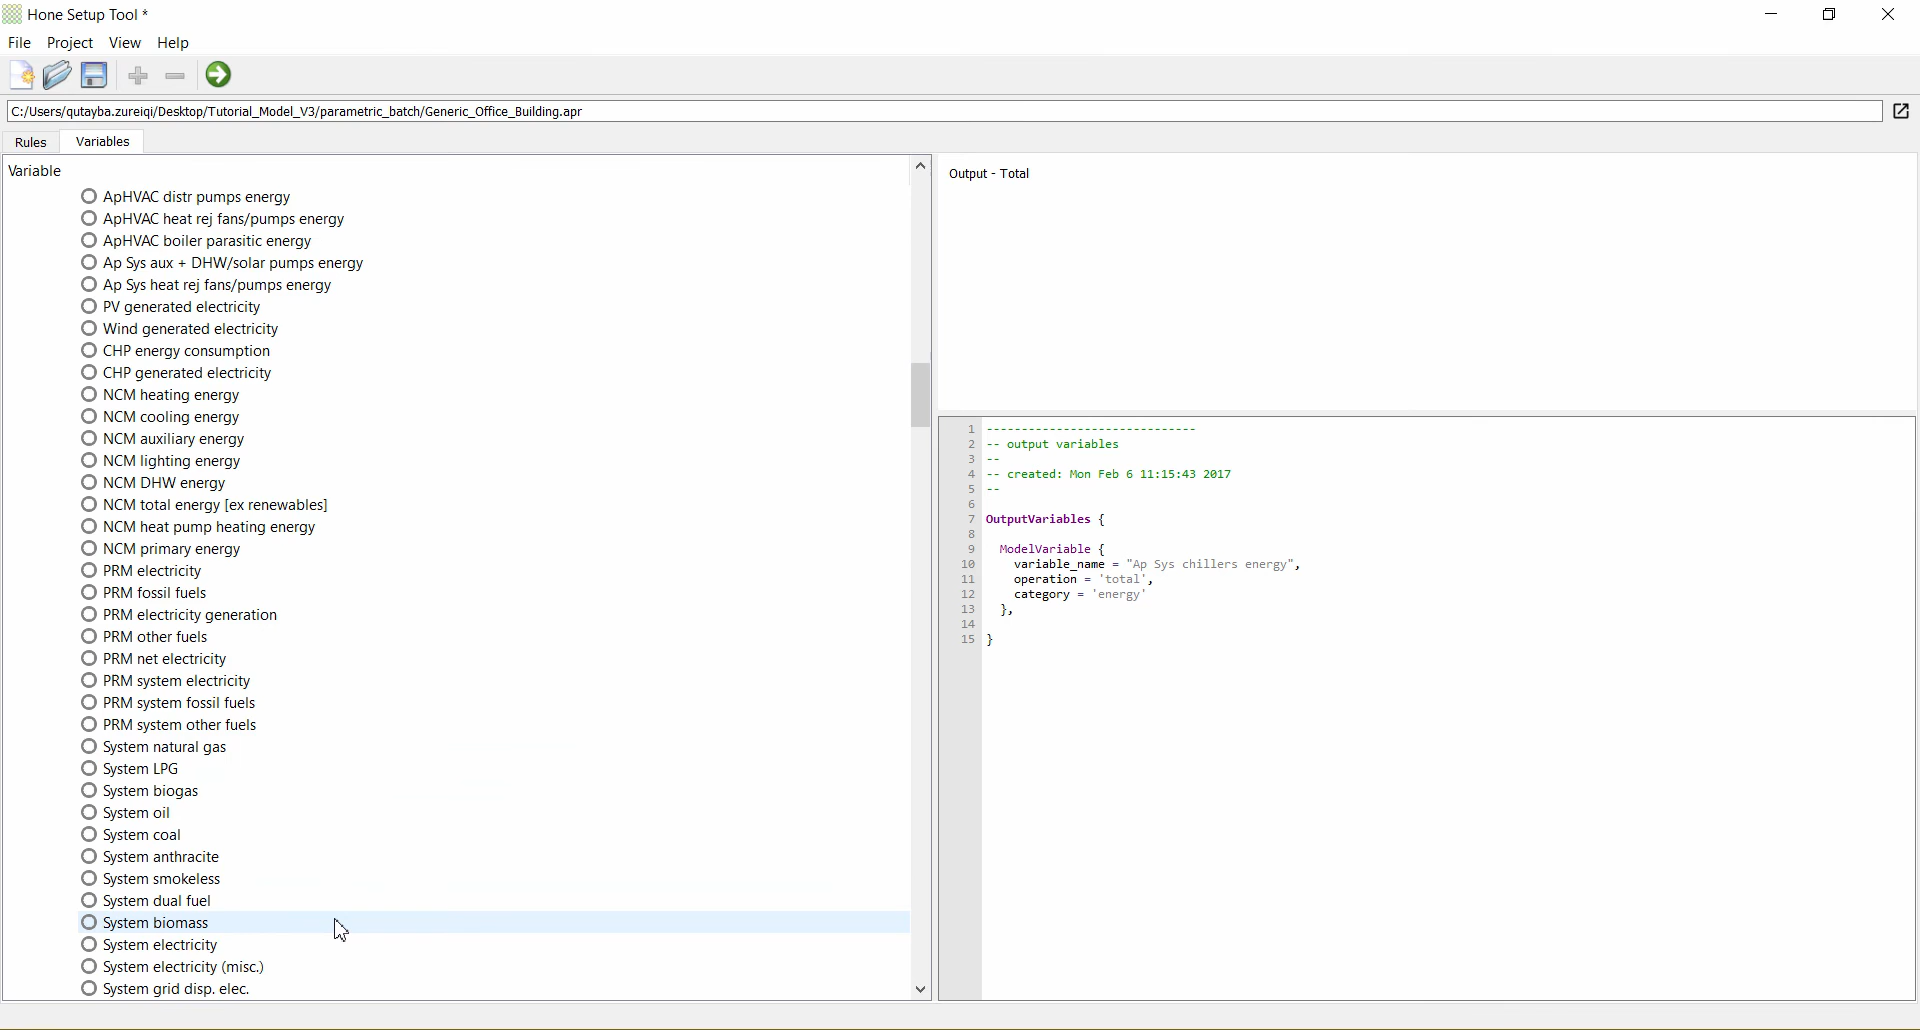 Hone Setup Tool *
File Project View Help
C:/Users/qutayba.zureiqi/Desktop/Tutorial_Model_V3/parametric_batch/Generic_Office_Building.apr
Rules Variables
Variable
ApHVAC distr pumps energy
ApHVAC heat rej fans/pumps energy
ApHVAC boiler parasitic energy
Ap Sys aux + DHW/solar pumps energy
Ap Sys heat rej fans/pumps energy
PV generated electricity
Wind generated electricity
CHP energy consumption
CHP generated electricity
NCM heating energy
NCM cooling energy
NCM auxiliary energy
NCM lighting energy
NCM DHW energy
NCM total energy [ex renewables]
NCM heat pump heating energy
NCM primary energy
PRM electricity
PRM fossil fuels
PRM electricity generation
PRM other fuels
PRM net electricity
PRM system electricity
PRM system fossil fuels
PRM system other fuels
System natural gas
System LPG
System biogas
System oil
System coal
System anthracite
System smokeless
System dual fuel
System biomass
System electricity
System electricity (misc.)
System grid disp. elec.
Output - Total
1 ------------------------------
2 -- output variables
3 --
4 -- created: Mon Feb 6 11:15:43 2017
5 --
6
7 OutputVariables {
8
9 ModelVariable {
10 variable_name = "Ap Sys chillers energy",
11 operation = 'total',
12 category = 'energy'
13 },
14
15 }